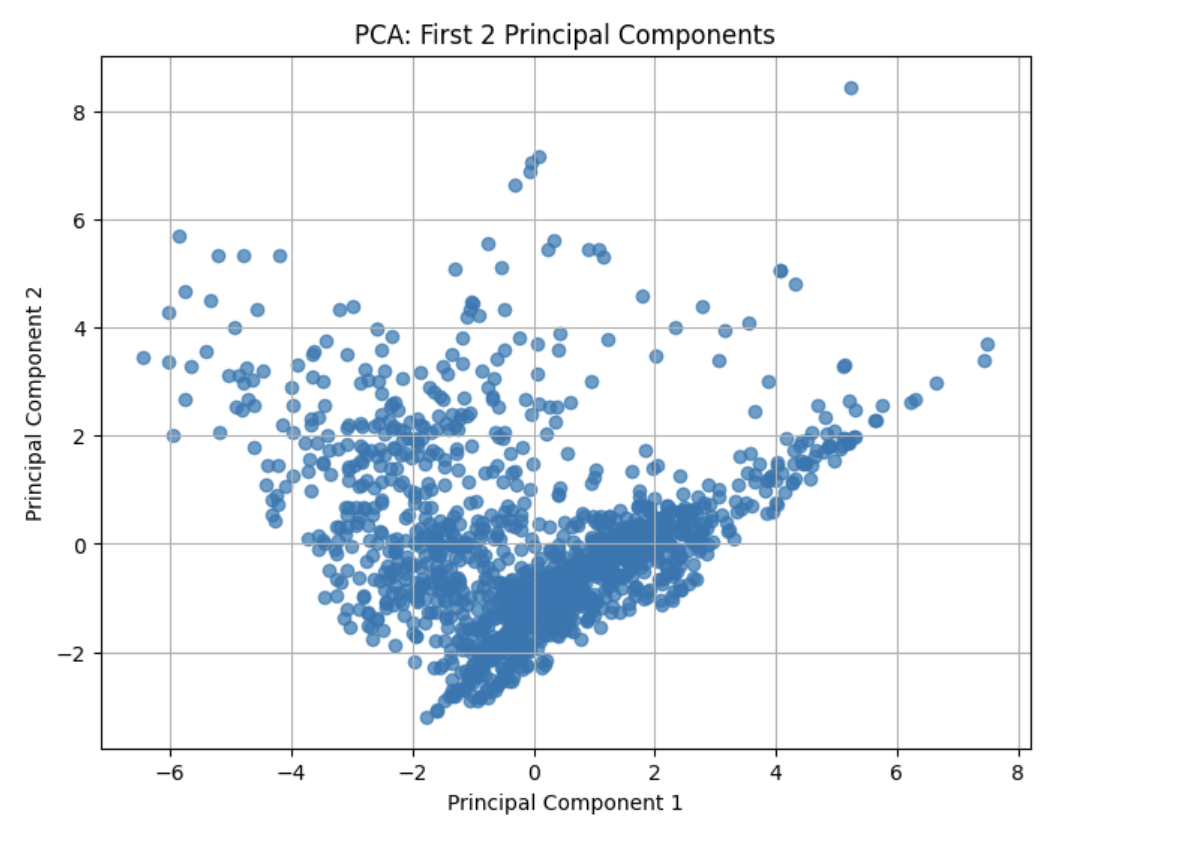 PCA: First 2 Principal Components
8
6
4
2
0
−2
Principal Component 2
−6 −4 −2 0 2 4 6 8
Principal Component 1